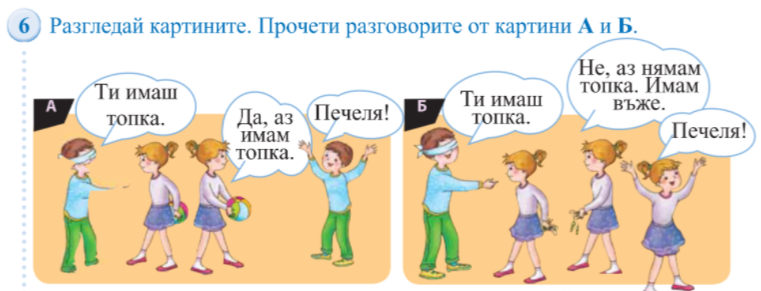 6 Разгледай картините. Прочети разговорите от картини А и Б.
А
Ти имаш
топка.
Да, аз
имам
топка.
Печеля!
Б
Ти имаш
топка.
Не, аз нямам
топка. Имам
въже.
Печеля!